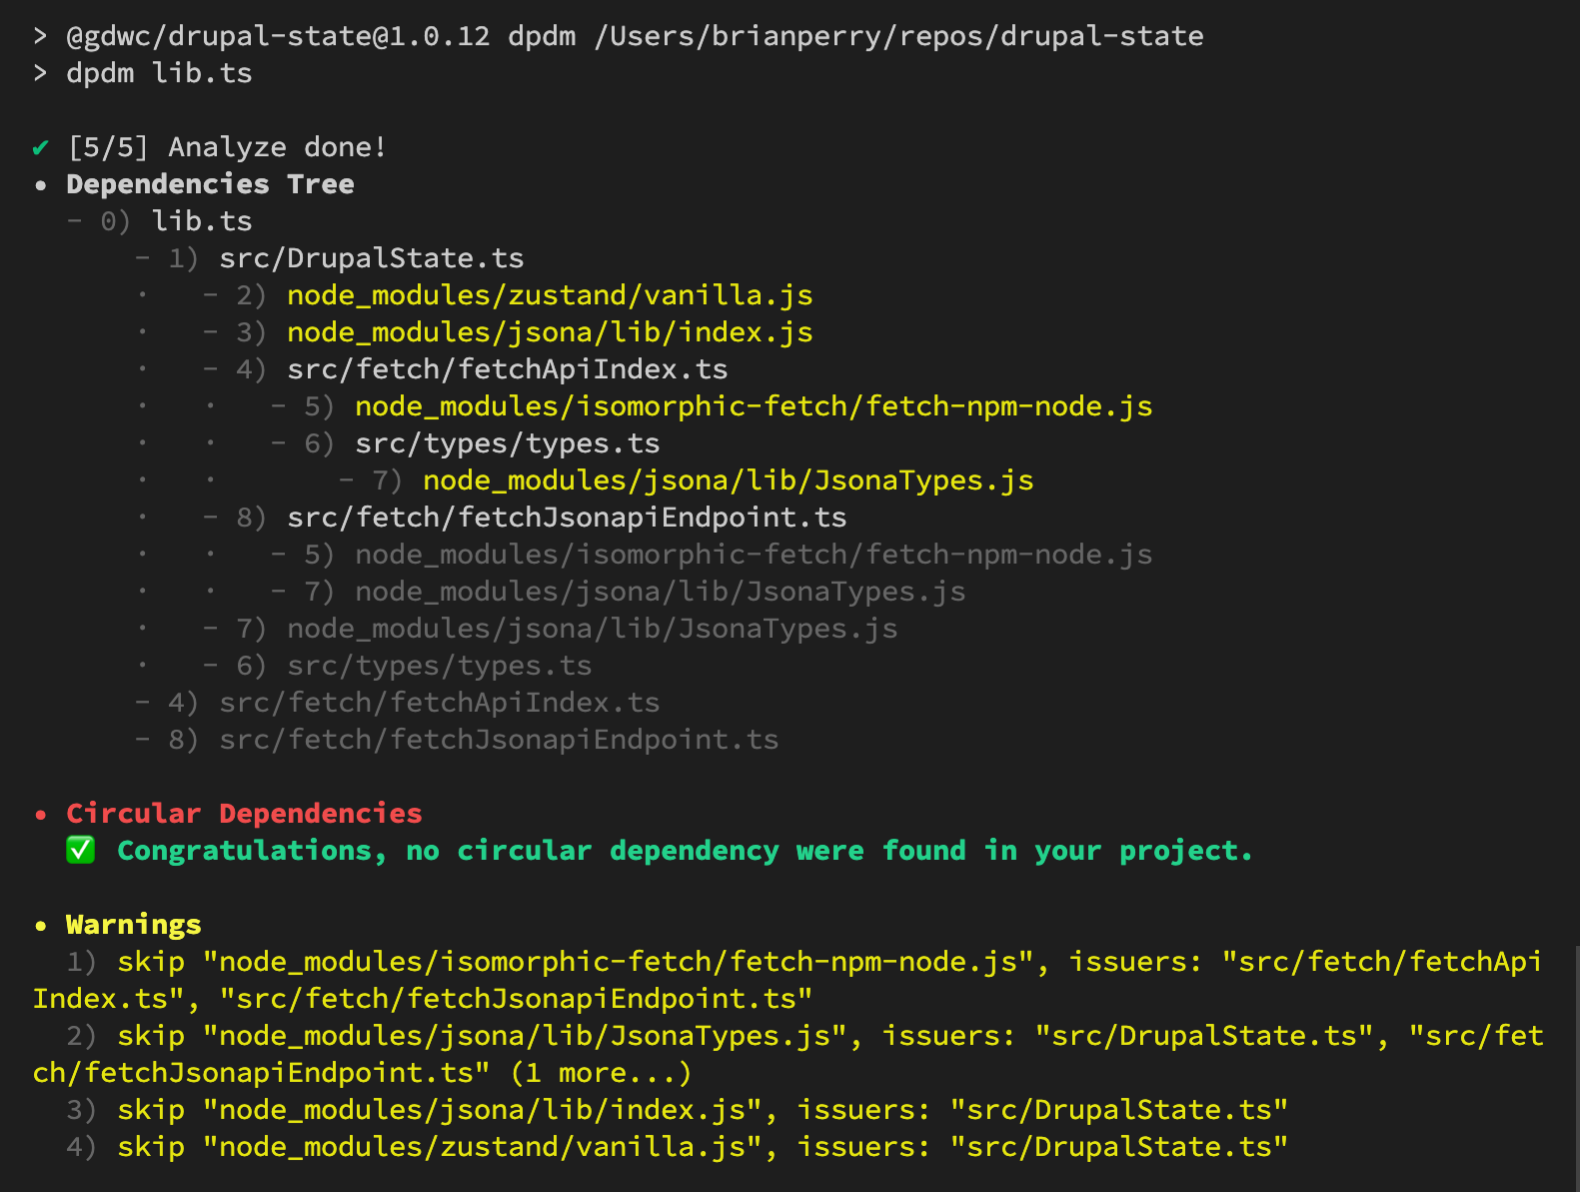 > @gdwc/drupal-state@1.0.12 dpdm /Users/brianperry/repos/drupal-state
> dpdm lib.ts
✔ [5/5] Analyze done!
• Dependencies Tree
- 0) lib.ts
- 1) src/DrupalState.ts
· - 2) node_modules/zustand/vanilla.js
· - 3) node_modules/jsona/lib/index.js
· - 4) src/fetch/fetchApiIndex.ts
· · - 5) node_modules/isomorphic-fetch/fetch-npm-node.js
· · - 6) src/types/types.ts
· · - 7) node_modules/jsona/lib/JsonaTypes.js
· - 8) src/fetch/fetchJsonapiEndpoint.ts
· · - 5) node_modules/isomorphic-fetch/fetch-npm-node.js
· · - 7) node_modules/jsona/lib/JsonaTypes.js
· - 7) node_modules/jsona/lib/JsonaTypes.js
· - 6) src/types/types.ts
- 4) src/fetch/fetchApiIndex.ts
- 8) src/fetch/fetchJsonapiEndpoint.ts
• Circular Dependencies
✅ Congratulations, no circular dependency were found in your project.
• Warnings
1) skip "node_modules/isomorphic-fetch/fetch-npm-node.js", issuers: "src/fetch/fetchApi
Index.ts", "src/fetch/fetchJsonapiEndpoint.ts"
2) skip "node_modules/jsona/lib/JsonaTypes.js", issuers: "src/DrupalState.ts", "src/fet
ch/fetchJsonapiEndpoint.ts" (1 more...)
3) skip "node_modules/jsona/lib/index.js", issuers: "src/DrupalState.ts"
4) skip "node_modules/zustand/vanilla.js", issuers: "src/DrupalState.ts"